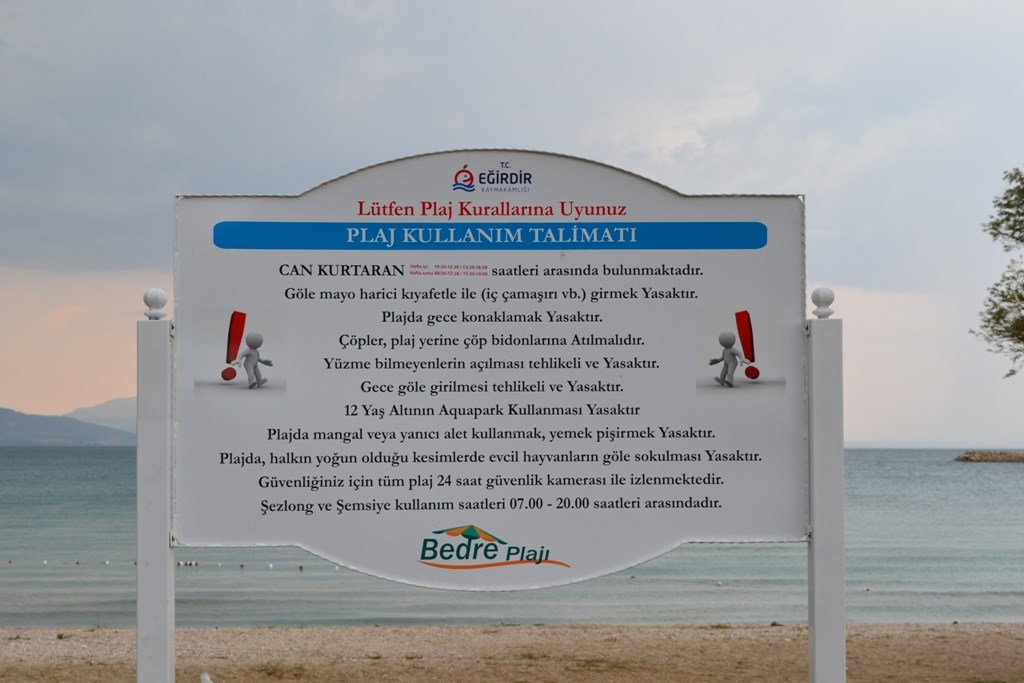 T.C.
EĞİRDİR
KAYMAKAMLIĞI
Lütfen Plaj Kurallarına Uyunuz
PLAJ KULLANIM TALİMATI
CAN KURTARAN saatleri arasında bulunmaktadır.
Göle mayo harici kıyafetle ile (iç çamaşırı vb.) girmek Yasaktır.
Plajda gece konaklamak Yasaktır.
Çöpler, plaj yerine çöp bidonlarına Atılmalıdır.
Yüzme bilmeyenlerin açılması tehlikeli ve Yasaktır.
Gece göle girilmesi tehlikeli ve Yasaktır.
12 Yaş Altının Aquapark Kullanması Yasaktır
Plajda mangal veya yanıcı alet kullanmak, yemek pişirmek Yasaktır.
Plajda, halkın yoğun olduğu kesimlerde evcil hayvanların göle sokulması Yasaktır.
Güvenliğiniz için tüm plaj 24 saat güvenlik kamerası ile izlenmektedir.
Şezlong ve Şemsiye kullanım saatleri 07.00 - 20.00 saatleri arasındadır.
Bedre Plajı